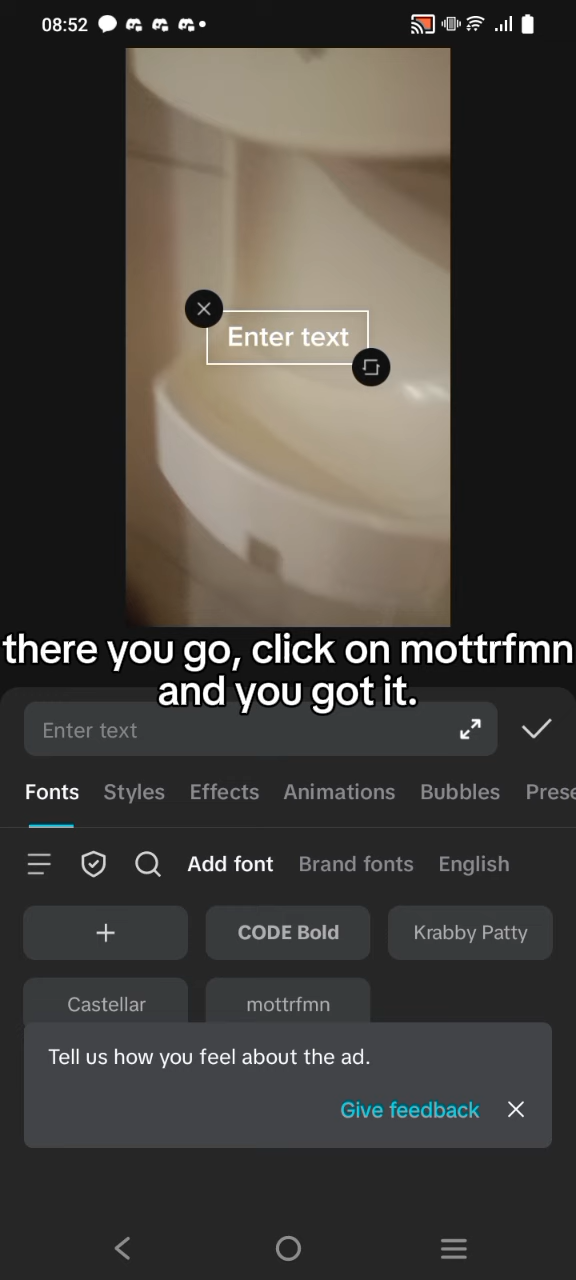 08:52
Enter text
there you go, click on mottrfmn
and you got it.
Enter text
Fonts Styles Effects Animations Bubbles Prese
Add font Brand fonts English
+ CODE Bold Krabby Patty
Castellar mottrfmn
Tell us how you feel about the ad.
Give feedback